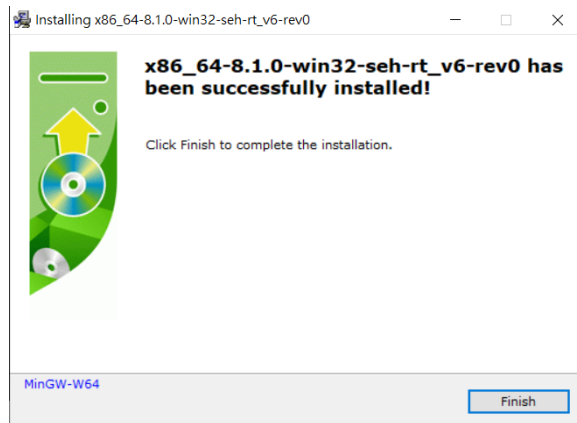 Installing x86_64-8.1.0-win32-seh-rt_v6-rev0
x86_64-8.1.0-win32-seh-rt_v6-rev0 has
been successfully installed!
Click Finish to complete the installation.
MinGW-W64
Finish